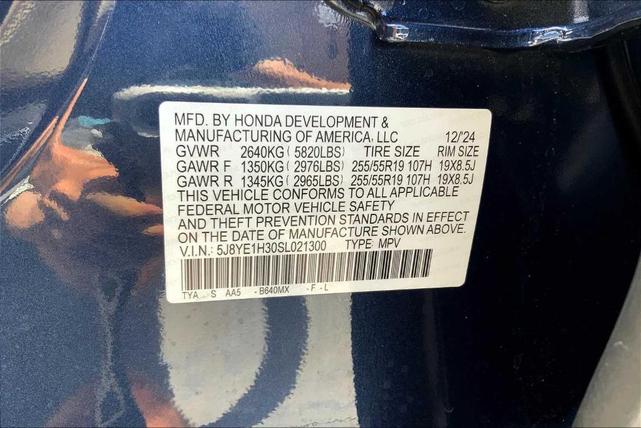 MFD. BY HONDA DEVELOPMENT &
MANUFACTURING OF AMERICA, LLC 12/24
GVWR 2640KG ( 5820LBS) TIRE SIZE RIM SIZE
GAWR F 1350KG ( 2976LBS) 255/55R19 107H 19X8.5J
GAWR R 1345KG ( 2965LBS) 255/55R19 107H 19X8.5J
THIS VEHICLE CONFORMS TO ALL APPLICABLE
FEDERAL MOTOR VEHICLE SAFETY
AND THEFT PREVENTION STANDARDS IN EFFECT
ON THE DATE OF MANUFACTURE SHOWN ABOVE.
V.I.N.: 5J8YE1H30SL021300 TYPE: MPV
TYA S AA5 - B640MX - F - L